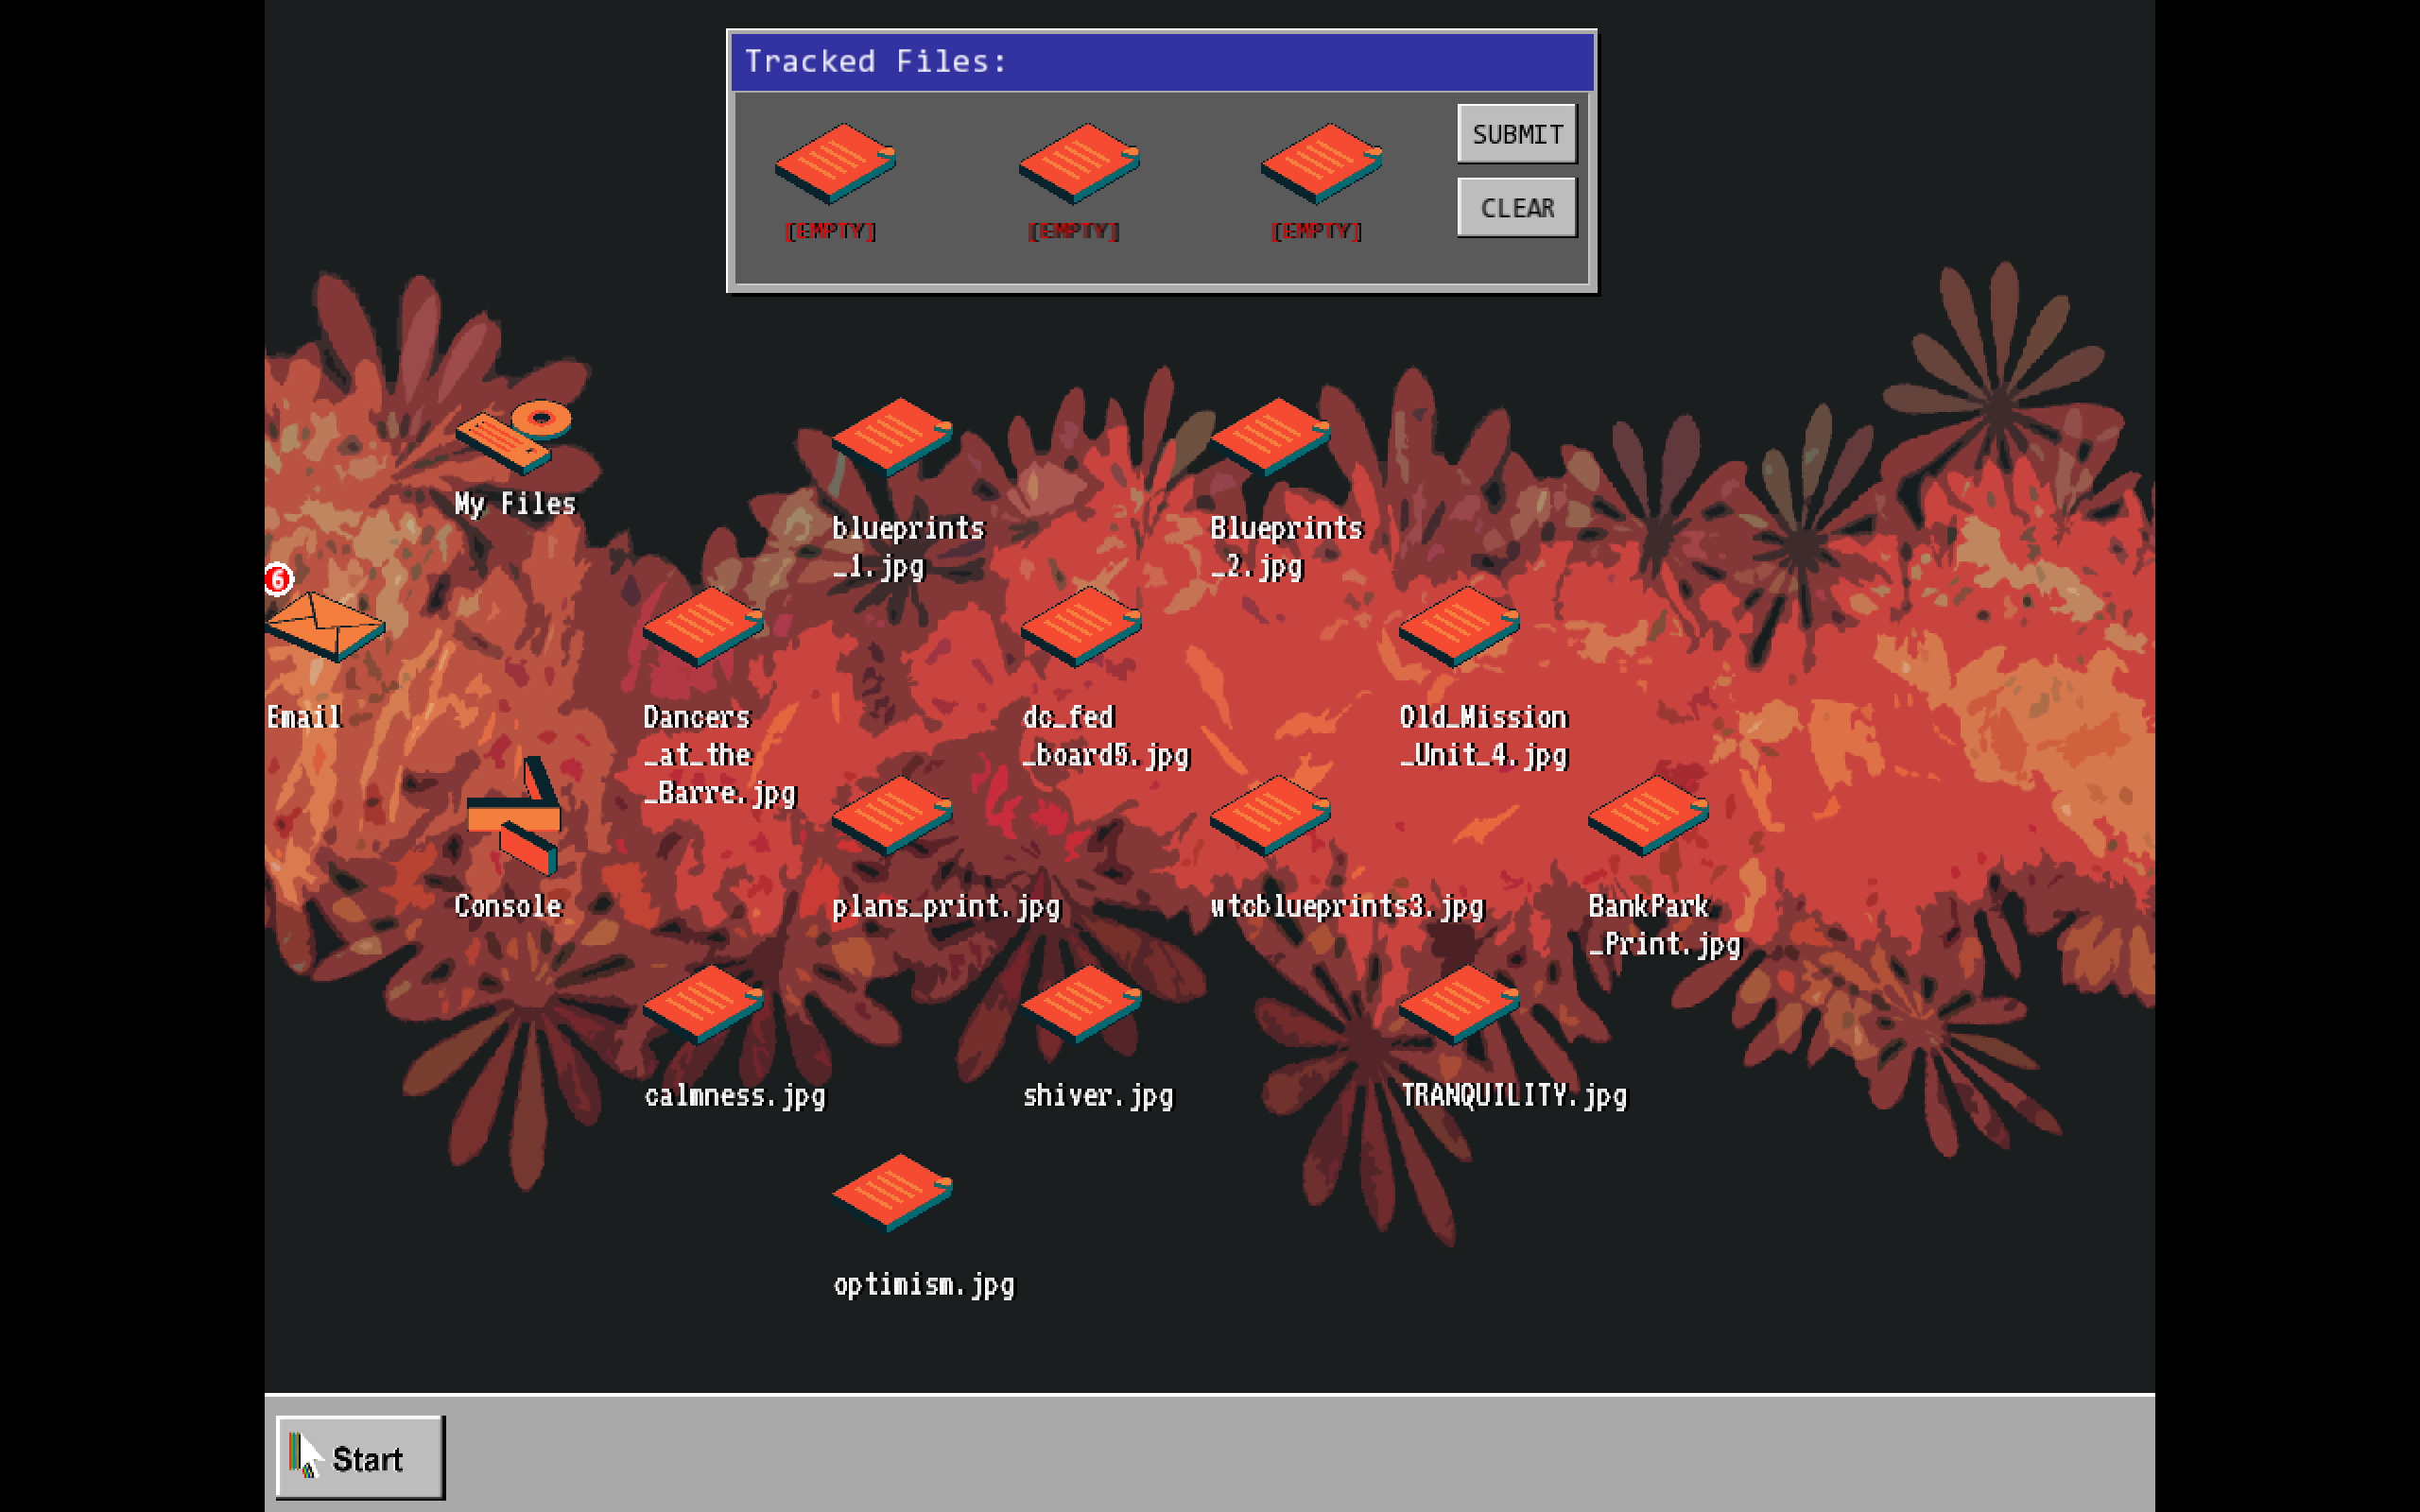 Tracked Files:
SUBMIT
[EMPTY]
[EMPTY]
[EMPTY]
CLEAR
My Files
blueprints
_1.jpg
Blueprints
_2.jpg
6
Email
Dancers
_at_the
_Barre.jpg
dc_fed
_board5.jpg
Old_Mission
_Unit_4.jpg
Console
plans_print.jpg
wtcblueprints3.jpg
BankPark
_Print.jpg
calmness.jpg
shiver.jpg
TRANQUILITY.jpg
optimism.jpg
Start